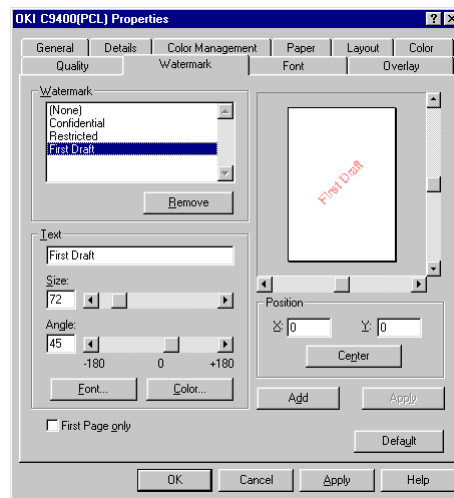 OKI C9400(PCL) Properties
General Details Color Management Paper Layout Color
Quality Watermark Font Overlay
Watermark
(None)
Confidential
Restricted
First Draft
Remove
First Draft
Text
First Draft
Size:
72
Angle:
45
-180 0 +180
Font... Color...
Position
X: 0 Y: 0
Center
Add Apply
First Page only
Default
OK Cancel Apply Help